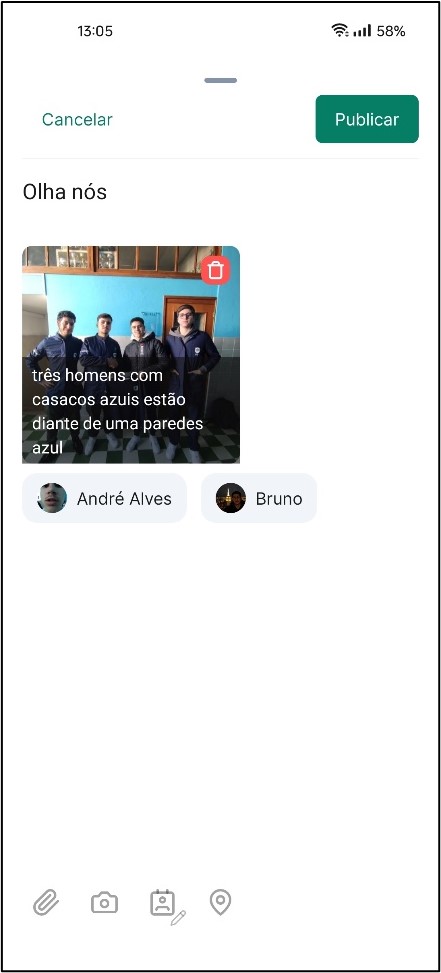 13:05
58%
Cancelar
Publicar
Olha nós
três homens com
casacos azuis estão
diante de uma paredes
azul
André Alves
Bruno